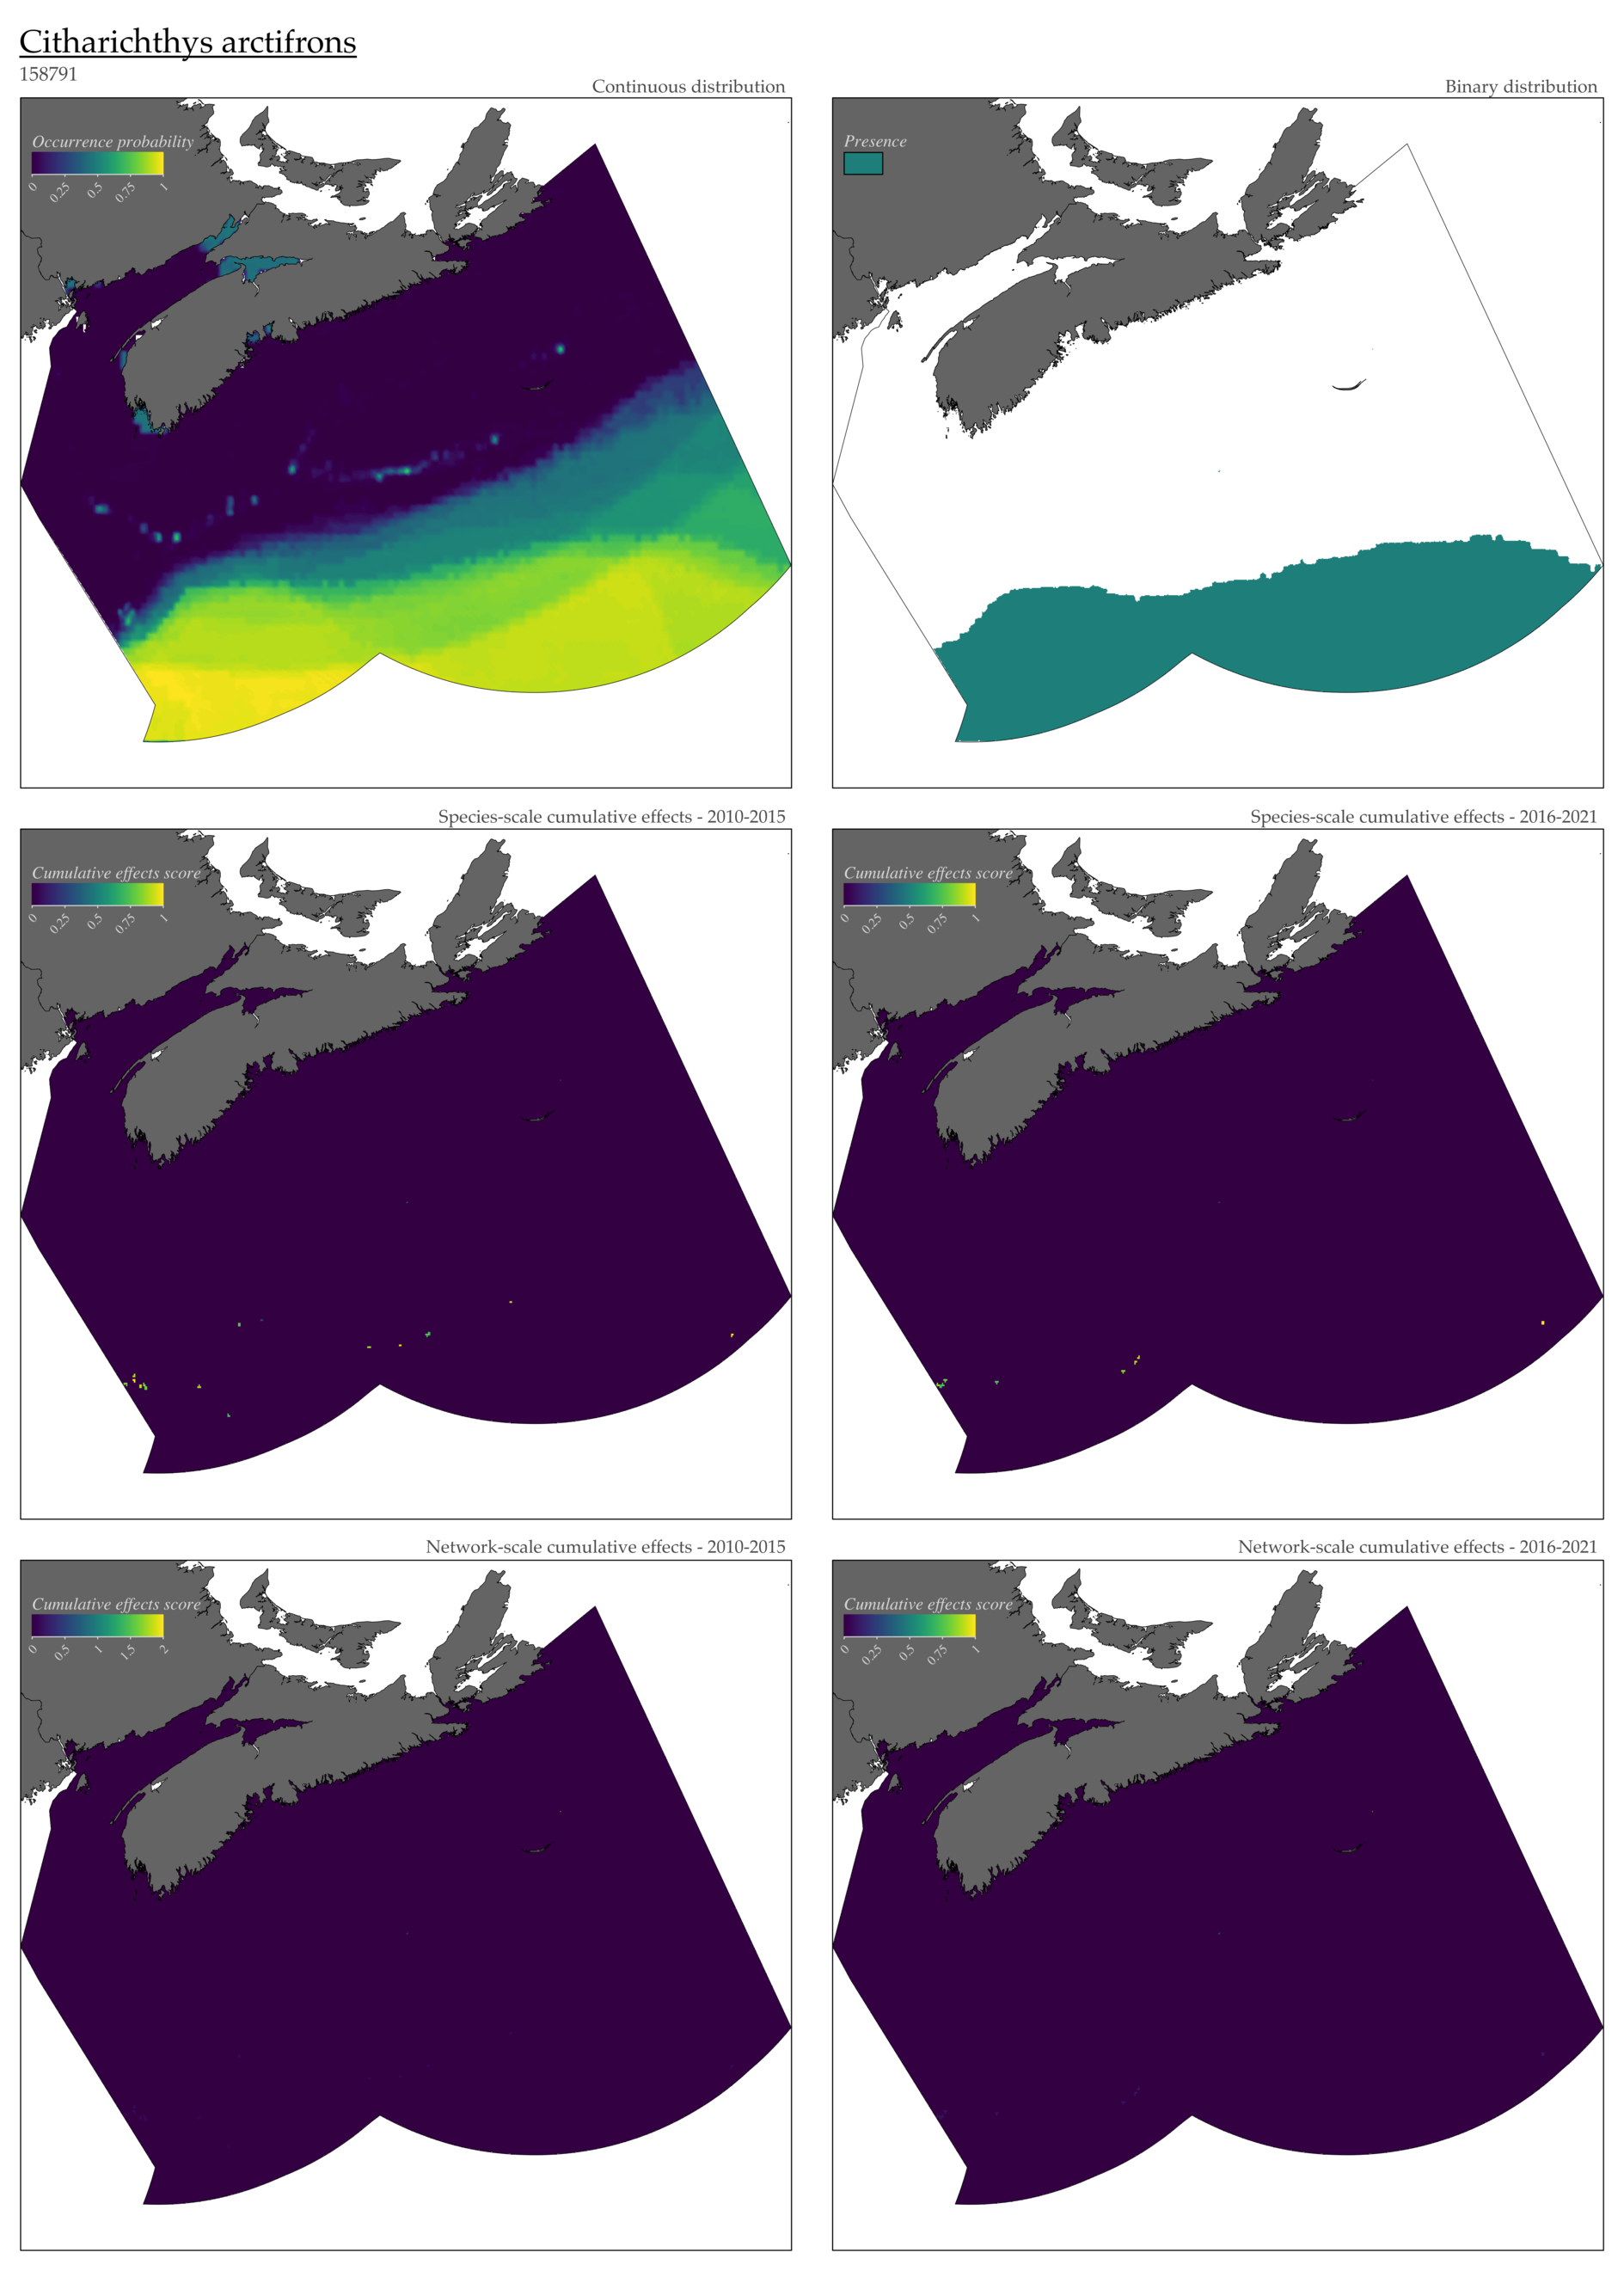 Citharichthys arctifrons
158791
Continuous distribution
Occurrence probability
0 0.25 0.5 0.75 1
Binary distribution
Presence
Species-scale cumulative effects - 2010-2015
Cumulative effects score
0 0.25 0.5 0.75 1
Species-scale cumulative effects - 2016-2021
Cumulative effects score
0 0.25 0.5 0.75 1
Network-scale cumulative effects - 2010-2015
Cumulative effects score
0 0.5 1 1.5 2
Network-scale cumulative effects - 2016-2021
Cumulative effects score
0 0.25 0.5 0.75 1